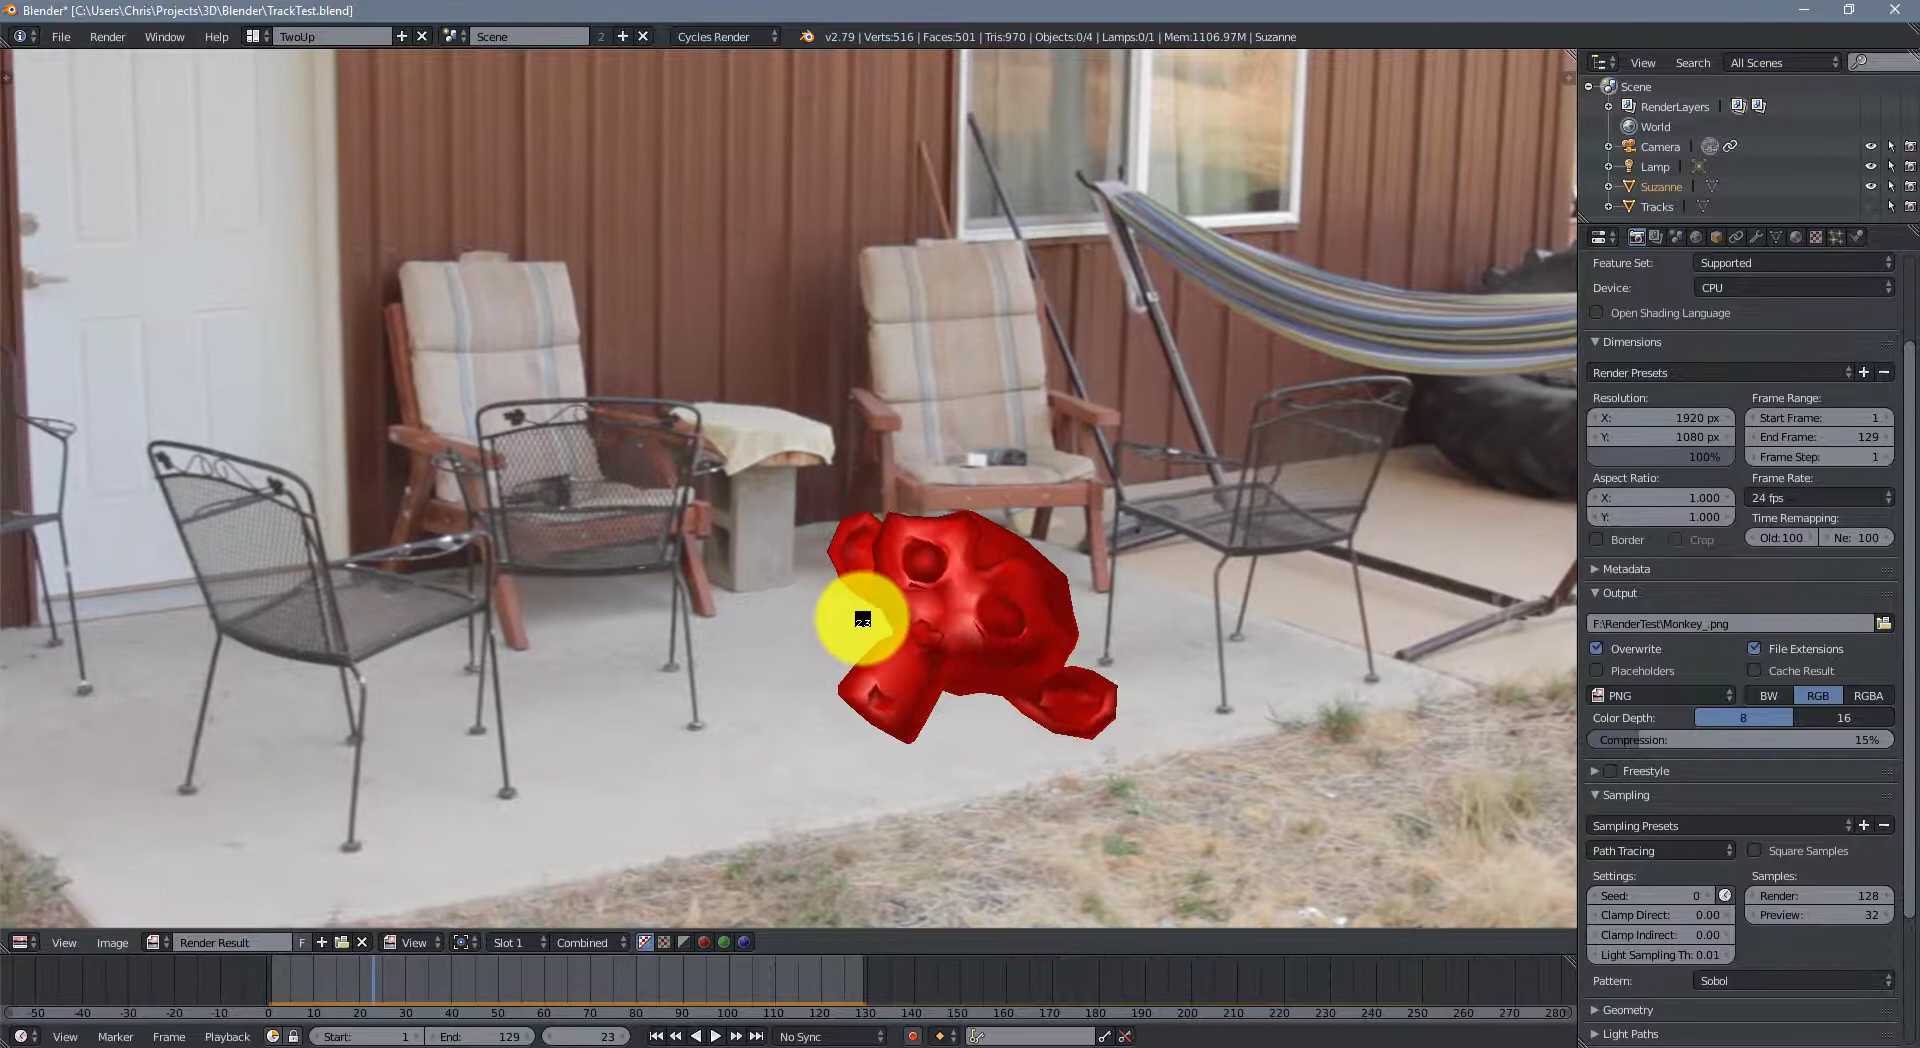 Blender* [C:\Users\Chris\Projects\3D\Blender\TrackTest.blend]
File Render Window Help TwoUp Scene 2 Cycles Render v2.79 | Verts:516 | Faces:501 | Tris:970 | Objects:0/4 | Lamps:0/1 | Mem:1106.97M | Suzanne
View Search All Scenes
Scene
RenderLayers
World
Camera
Lamp
Suzanne
Tracks
Feature Set: Supported
Device: CPU
Open Shading Language
Dimensions
Render Presets
Resolution: Frame Range:
X: 1920 px Start Frame: 1
Y: 1080 px End Frame: 129
100% Frame Step: 1
Aspect Ratio: Frame Rate:
X: 1.000 24 fps
Y: 1.000 Time Remapping:
Border Crop Old:100 Ne: 100
Metadata
Output
F:\RenderTest\Monkey_.png
Overwrite File Extensions
Placeholders Cache Result
PNG BW RGB RGBA
Color Depth: 8 16
Compression: 15%
Freestyle
Sampling
Sampling Presets
Path Tracing Square Samples
Settings: Samples:
Seed: 0 Render: 128
Clamp Direct: 0.00 Preview: 32
Clamp Indirect: 0.00
Light Sampling Th: 0.01
Pattern: Sobol
Geometry
Light Paths
23
View Image Render Result F View Slot 1 Combined
-50 -40 -30 -20 -10 0 10 20 30 40 50 60 70 80 90 100 110 120 130 140 150 160 170 180 190 200 210 220 230 240 250 260 270 280
View Marker Frame Playback Start: 1 End: 129 23 No Sync